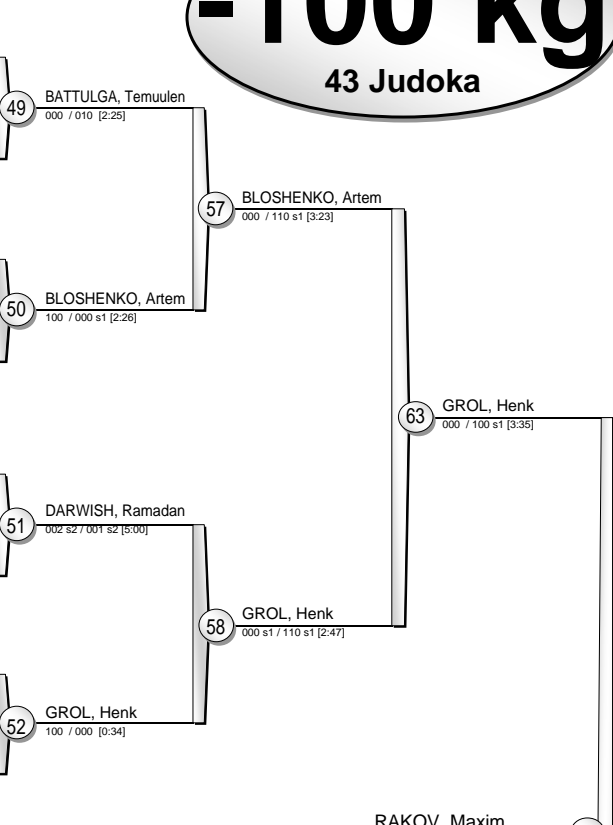 -100 kg
43 Judoka
49
BATTULGA, Temuulen
000 / 010 [2:25]
57
BLOSHENKO, Artem
000 / 110 s1 [3:23]
50
BLOSHENKO, Artem
100 / 000 s1 [2:26]
63
GROL, Henk
000 / 100 s1 [3:35]
51
DARWISH, Ramadan
002 s2 / 001 s2 [5:00]
58
GROL, Henk
000 s1 / 110 s1 [2:47]
52
GROL, Henk
100 / 000 [0:34]
RAKOV, Maxim